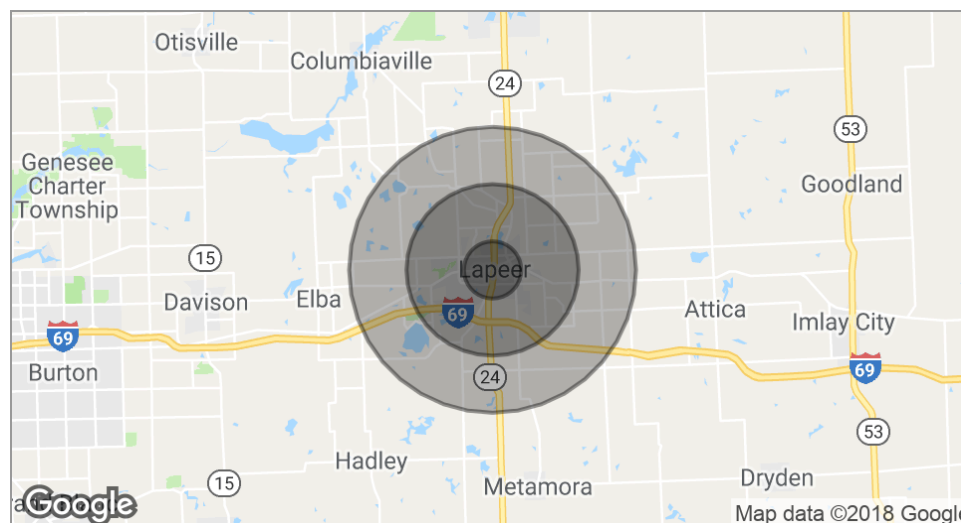 Otisville
Columbiaville
24
53
Genesee
Charter
Township
Goodland
15
Lapeer
Davison
Elba
69
Attica
Imlay City
69
Burton
24
69
53
Hadley
15
Metamora
Dryden
Google
Map data ©2018 Google